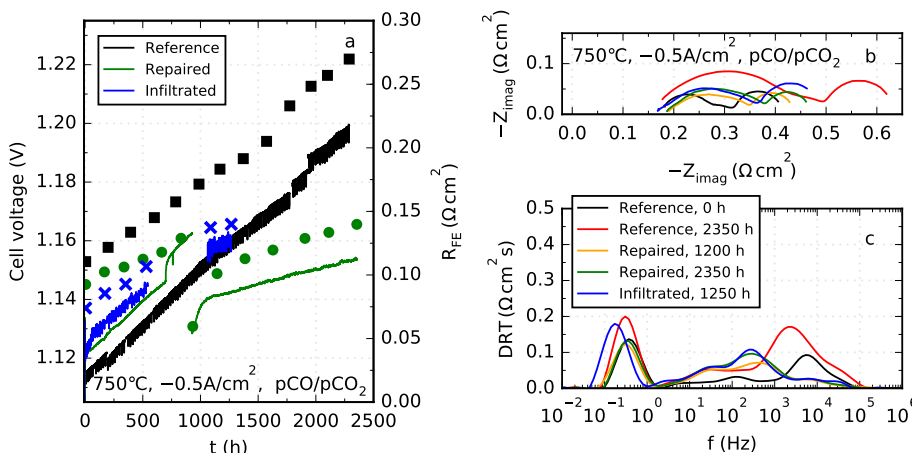 a
Reference
Repaired
Infiltrated
1.22
1.20
1.18
1.16
1.14
1.12
Cell voltage (V)
0.30
0.25
0.20
0.15
0.10
0.05
0.00
R_FE (Ω cm²)
750℃, −0.5A/cm², pCO/pCO₂
0 500 1000 1500 2000 2500
t (h)
750℃, −0.5A/cm², pCO/pCO₂ b
0.1
0.0
−Z_imag (Ω cm²)
0.0 0.1 0.2 0.3 0.4 0.5 0.6
−Z_imag (Ω cm²)
c
Reference, 0 h
Reference, 2350 h
Repaired, 1200 h
Repaired, 2350 h
Infiltrated, 1250 h
0.5
0.4
0.3
0.2
0.1
0.0
DRT (Ω cm² s)
10⁻² 10⁻¹ 10⁰ 10¹ 10² 10³ 10⁴ 10⁵ 10⁶
f (Hz)